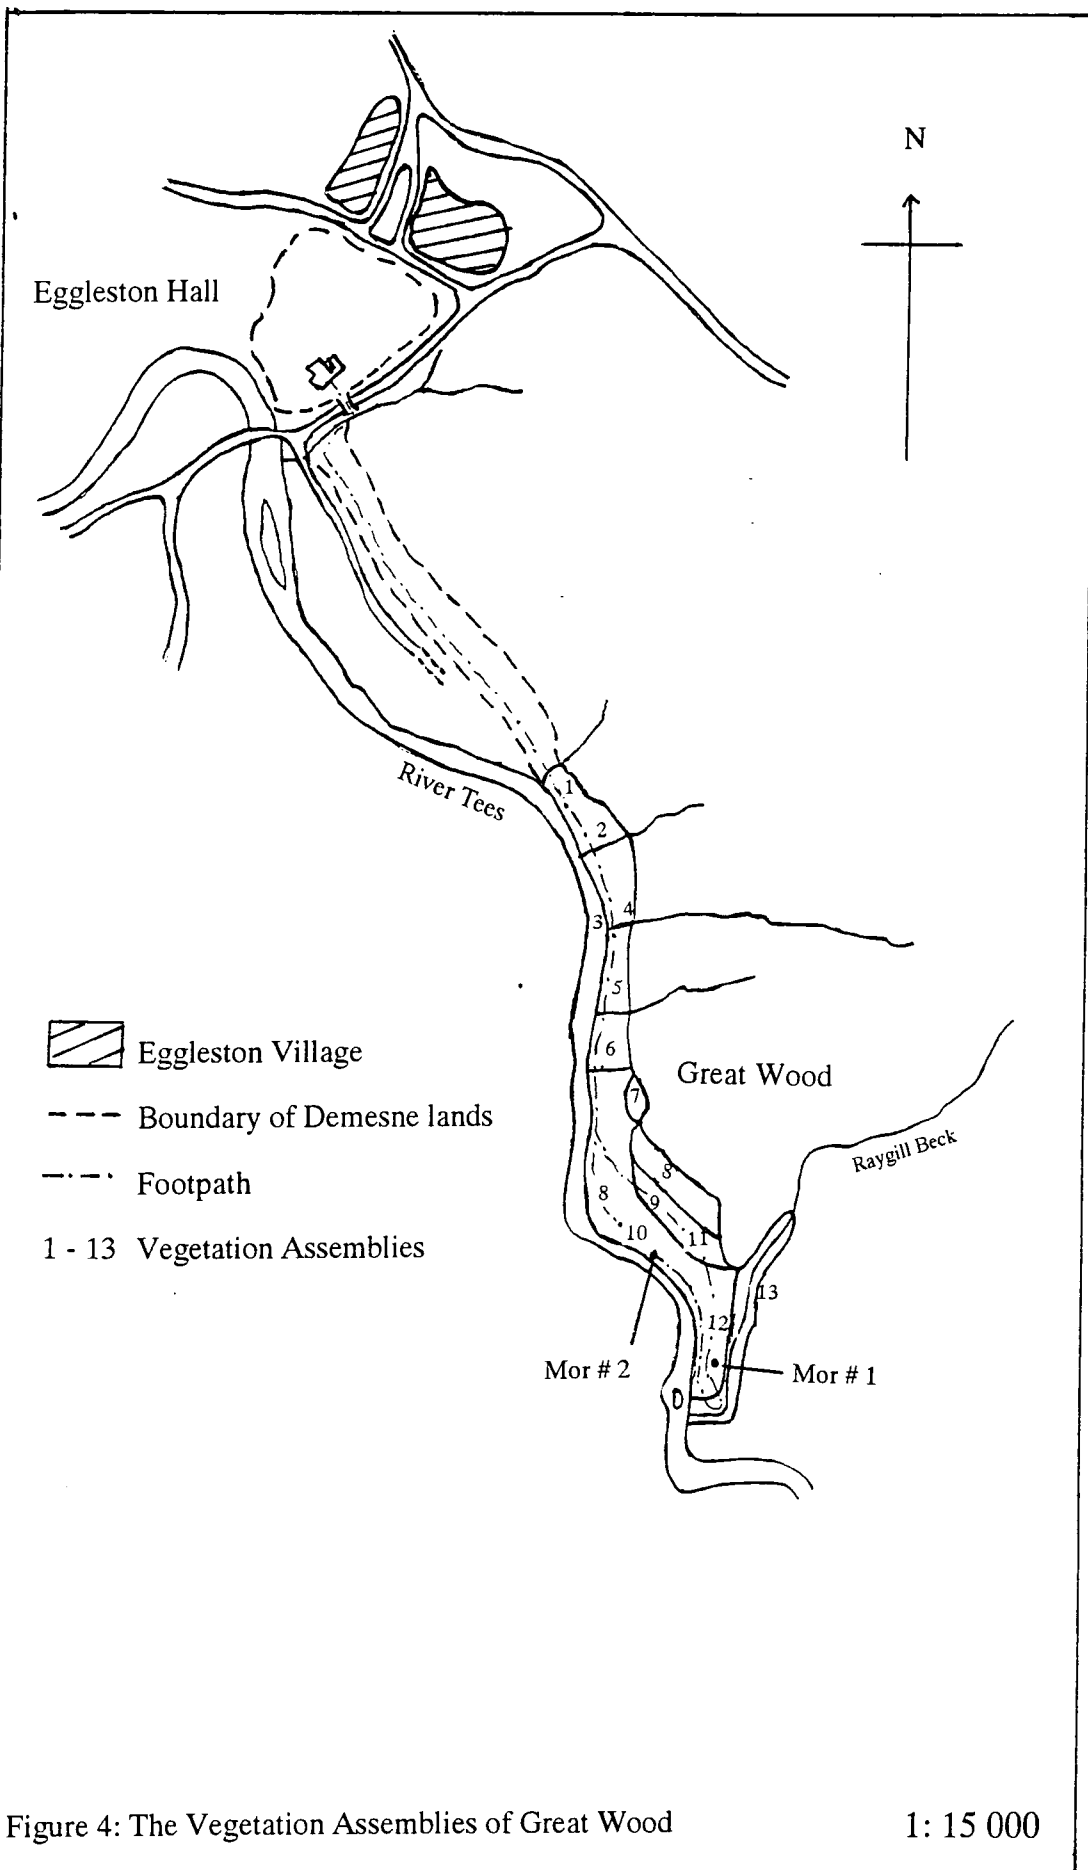 N
Eggleston Hall
River Tees
1
2
3
4
5
6
7
8
8
9
10
11
12
13
Great Wood
Raygill Beck
Mor # 2
Mor # 1
Eggleston Village
Boundary of Demesne lands
Footpath
1 - 13 Vegetation Assemblies
Figure 4: The Vegetation Assemblies of Great Wood
1: 15 000